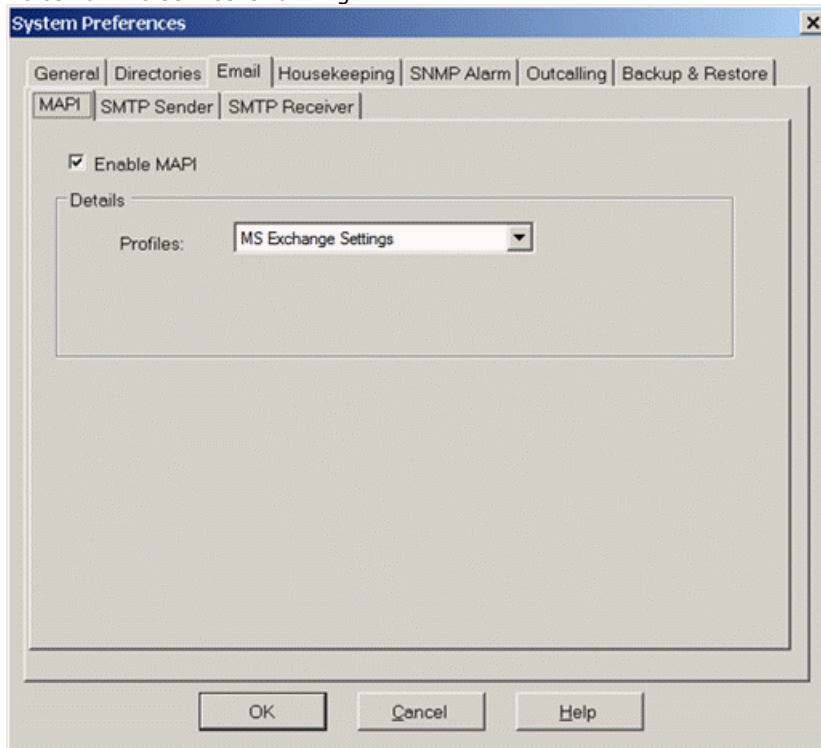 System Preferences
General Directories Email Housekeeping SNMP Alarm Outcalling Backup & Restore
MAPI SMTP Sender SMTP Receiver
Enable MAPI
Details
Profiles: MS Exchange Settings
OK Cancel Help